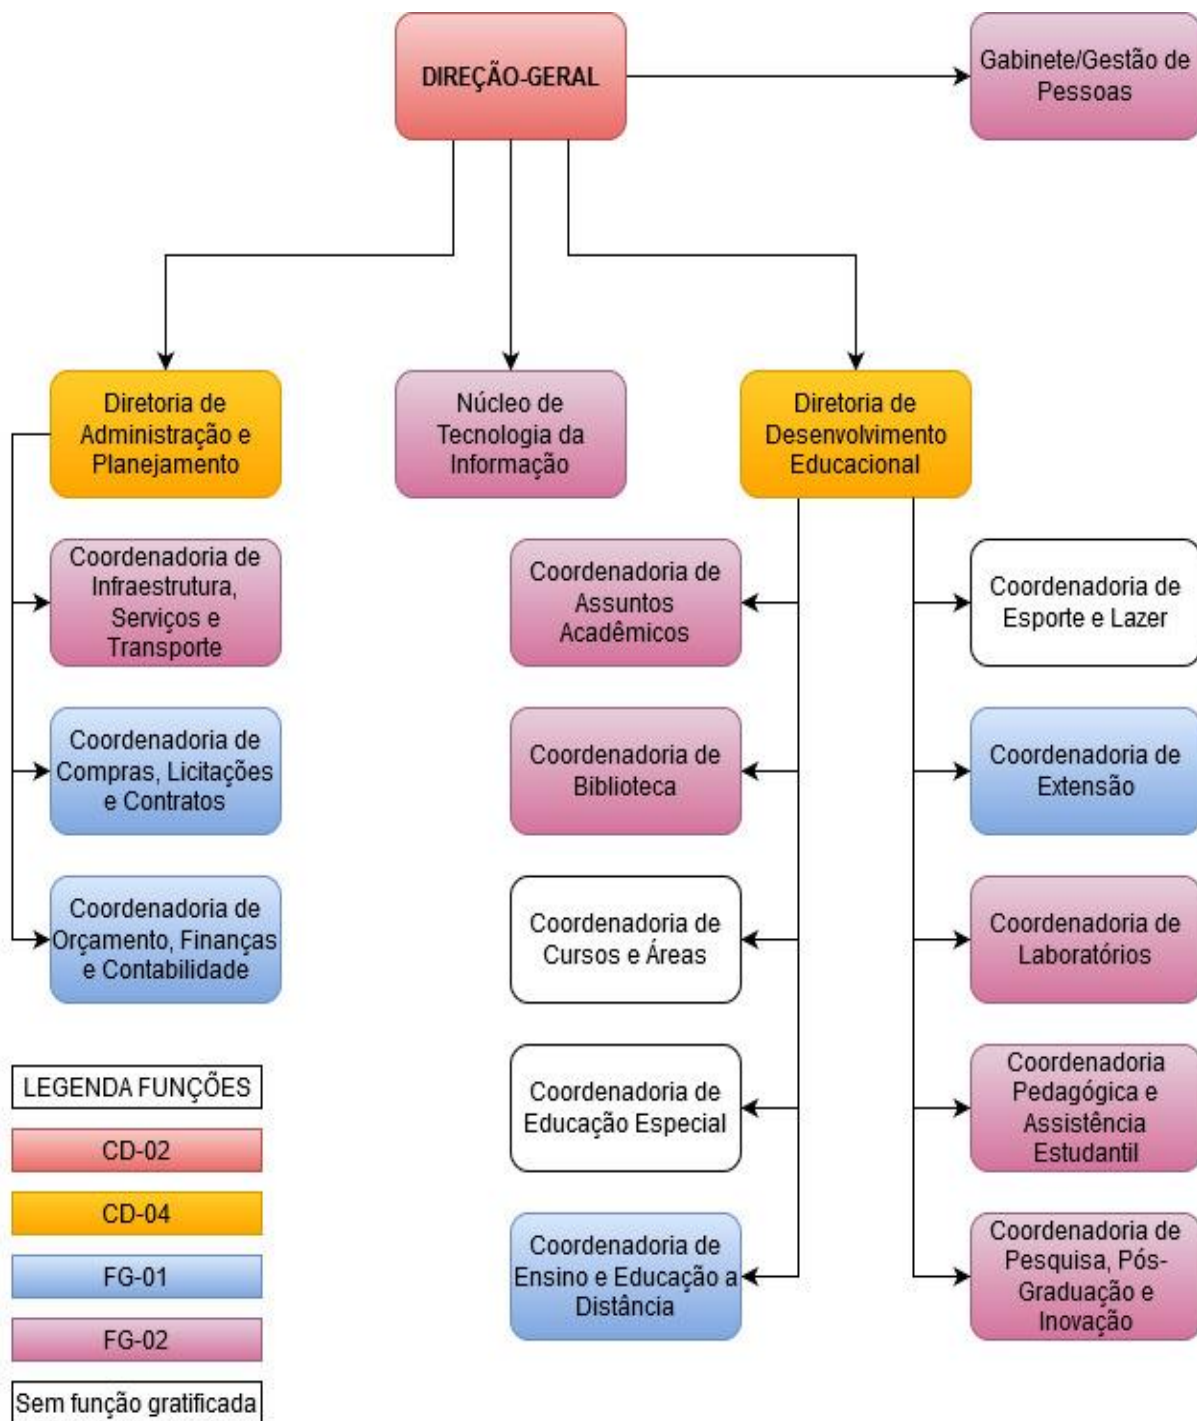 DIREÇÃO-GERAL
Gabinete/Gestão de
Pessoas
Diretoria de
Administração e
Planejamento
Núcleo de
Tecnologia da
Informação
Diretoria de
Desenvolvimento
Educacional
Coordenadoria de
Infraestrutura,
Serviços e
Transporte
Coordenadoria de
Compras, Licitações
e Contratos
Coordenadoria de
Orçamento, Finanças
e Contabilidade
Coordenadoria de
Assuntos
Acadêmicos
Coordenadoria de
Biblioteca
Coordenadoria de
Cursos e Áreas
Coordenadoria de
Educação Especial
Coordenadoria de
Ensino e Educação a
Distância
Coordenadoria de
Esporte e Lazer
Coordenadoria de
Extensão
Coordenadoria de
Laboratórios
Coordenadoria
Pedagógica e
Assistência
Estudantil
Coordenadoria de
Pesquisa, Pós-
Graduação e
Inovação
LEGENDA FUNÇÕES
CD-02
CD-04
FG-01
FG-02
Sem função gratificada